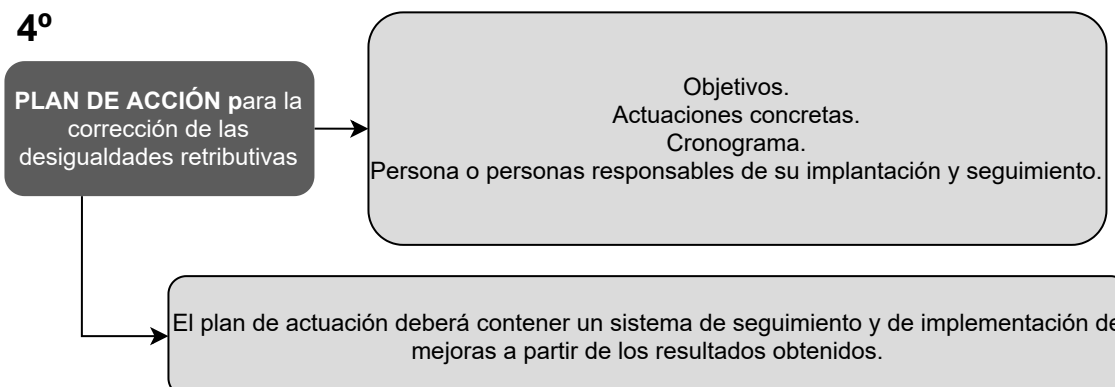 4º
PLAN DE ACCIÓN para la
corrección de las
desigualdades retributivas
Objetivos.
Actuaciones concretas.
Cronograma.
Persona o personas responsables de su implantación y seguimiento.
El plan de actuación deberá contener un sistema de seguimiento y de implementación de
mejoras a partir de los resultados obtenidos.